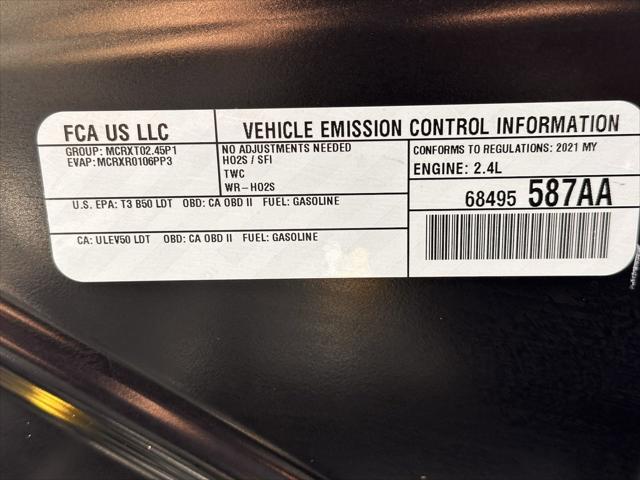 FCA US LLC
VEHICLE EMISSION CONTROL INFORMATION
GROUP: MCRXT02.45P1
EVAP: MCRXR0106PP3
NO ADJUSTMENTS NEEDED
HO2S / SFI
TWC
WR-HO2S
CONFORMS TO REGULATIONS: 2021 MY
ENGINE: 2.4L
U.S. EPA: T3 B50 LDT OBD: CA OBD II FUEL: GASOLINE
CA: ULEV50 LDT OBD: CA OBD II FUEL: GASOLINE
68495 587AA